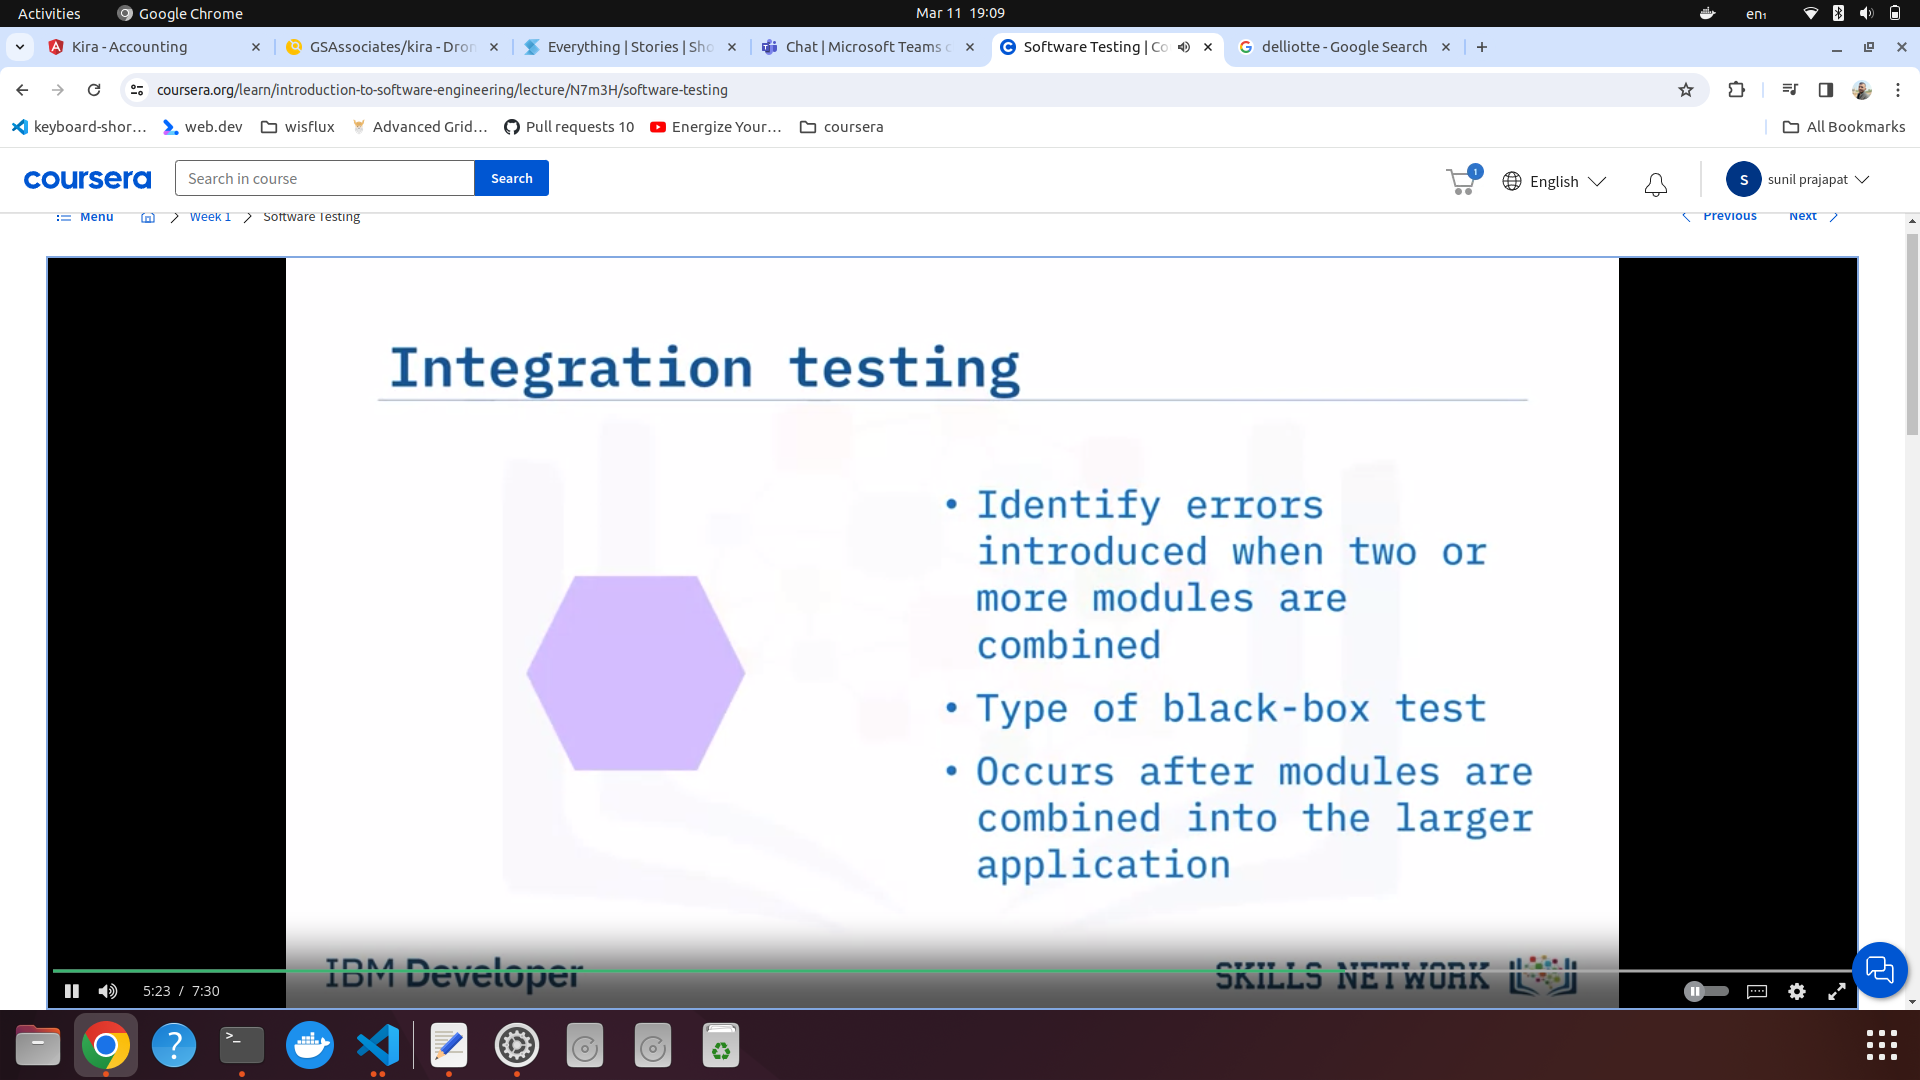 Activities
Google Chrome
Mar 11 19:09
en₁
Kira - Accounting
GSAssociates/kira - Dron
Everything | Stories | Sho
Chat | Microsoft Teams c
Software Testing | Co
delliotte - Google Search
coursera.org/learn/introduction-to-software-engineering/lecture/N7m3H/software-testing
keyboard-shor...
web.dev
wisflux
Advanced Grid...
Pull requests 10
Energize Your...
coursera
All Bookmarks
coursera
Search in course
Search
1
English
S
sunil prajapat
Menu
Week 1
Software Testing
Previous
Next
Integration testing
• Identify errors
introduced when two or
more modules are
combined
• Type of black-box test
• Occurs after modules are
combined into the larger
application
IBM Developer
SKILLS NETWORK
5:23 / 7:30